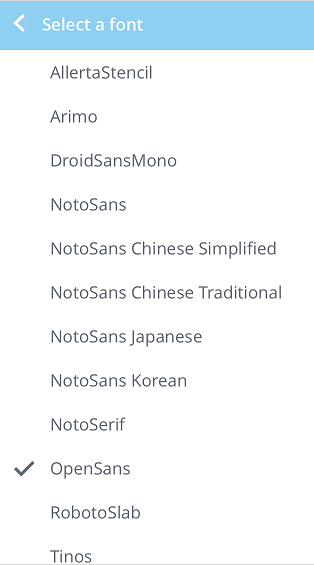 Select a font
AllertaStencil
Arimo
DroidSansMono
NotoSans
NotoSans Chinese Simplified
NotoSans Chinese Traditional
NotoSans Japanese
NotoSans Korean
NotoSerif
OpenSans
RobotoSlab
Tinos